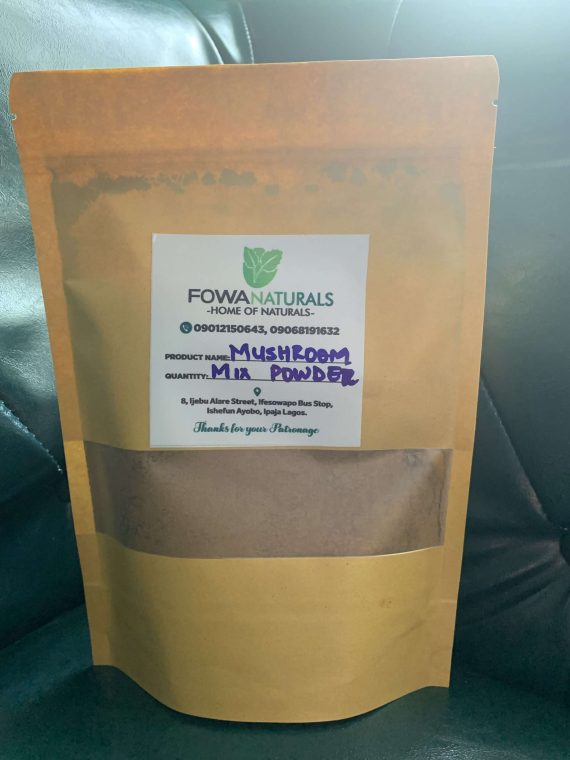 FOWANATURALS
-HOME OF NATURALS-
09012150643, 09068191632
PRODUCT NAME: MUSHROOM
QUANTITY: MIX POWDER
8, Ijebu Alare Street, Ifesowapo Bus Stop,
Ishefun Ayobo, Ipaja Lagos.
Thanks for your Patronage